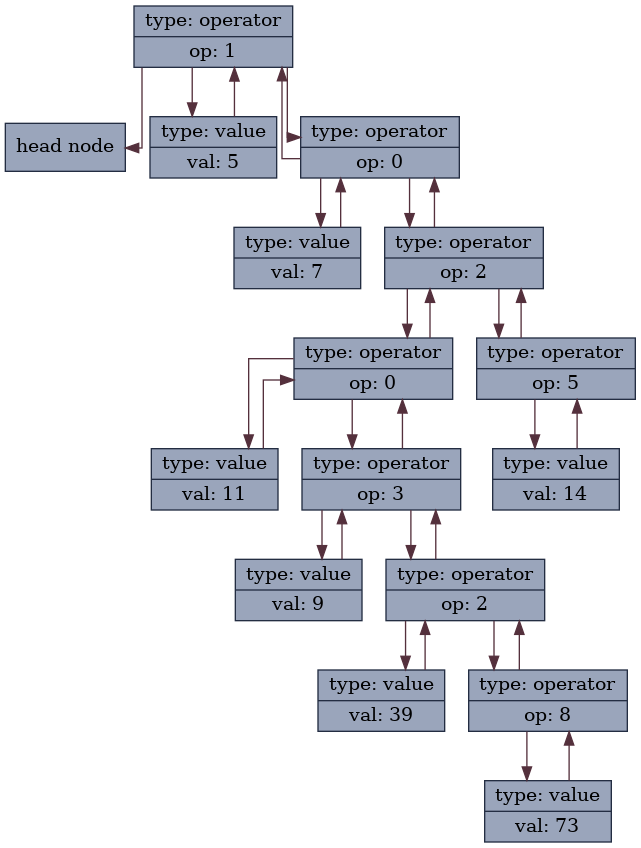 type: operator
op: 1
head node
type: value
val: 5
type: operator
op: 0
type: value
val: 7
type: operator
op: 2
type: operator
op: 0
type: operator
op: 5
type: value
val: 11
type: operator
op: 3
type: value
val: 14
type: value
val: 9
type: operator
op: 2
type: value
val: 39
type: operator
op: 8
type: value
val: 73